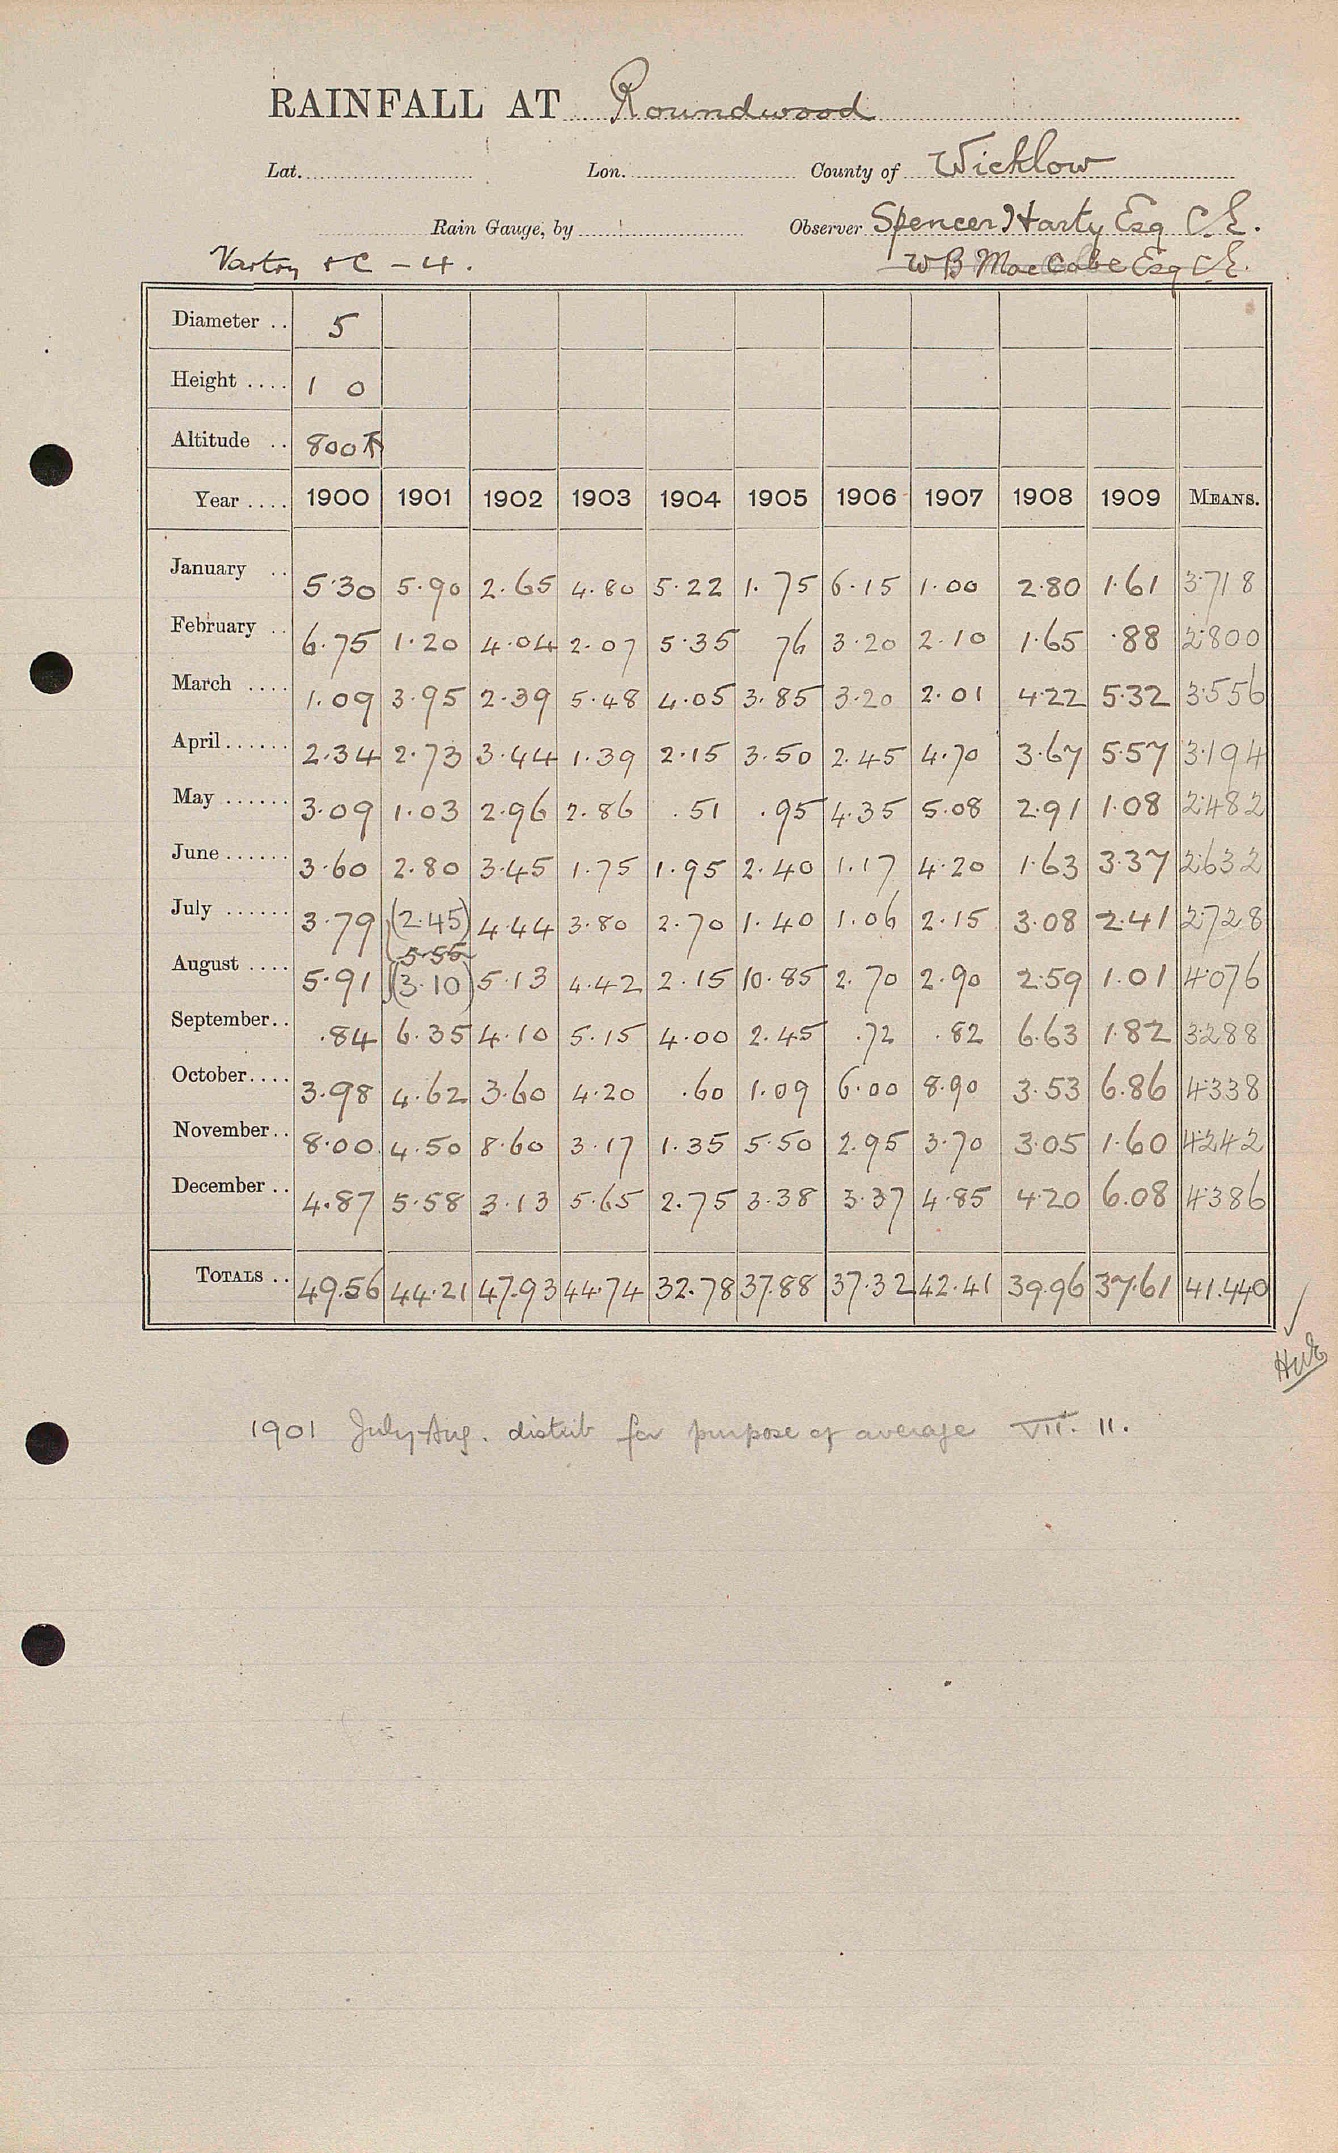 RAINFALL AT Roundwood
Lat. Lon. County of Wicklow
Rain Gauge, by Observer Spencer Harty Esq C.E.
Vartry &c - 4. W B MacCabe Esq C.E.
Diameter .. 5
Height .... 1 0
Altitude .. 800 ft
Year .... 1900 1901 1902 1903 1904 1905 1906 1907 1908 1909 MEANS.
January .. 5.30 5.90 2.65 4.80 5.22 1.75 6.15 1.00 2.80 1.61 3.718
February .. 6.75 1.20 4.04 2.07 5.35 76 3.20 2.10 1.65 .88 2.800
March .... 1.09 3.95 2.39 5.48 4.05 3.85 3.20 2.01 4.22 5.32 3.556
April...... 2.34 2.73 3.44 1.39 2.15 3.50 2.45 4.70 3.67 5.57 3.194
May ...... 3.09 1.03 2.96 2.86 .51 .95 4.35 5.08 2.91 1.08 2.482
June ...... 3.60 2.80 3.45 1.75 1.95 2.40 1.17 4.20 1.63 3.37 2.632
July ...... 3.79 (2.45) 4.44 3.80 2.70 1.40 1.06 2.15 3.08 2.41 2.728
5.55
August .... 5.91 (3.10) 5.13 4.42 2.15 10.85 2.70 2.90 2.59 1.01 4.076
September.. .84 6.35 4.10 5.15 4.00 2.45 .72 .82 6.63 1.82 3.288
October.... 3.98 4.62 3.60 4.20 .60 1.09 6.00 8.90 3.53 6.86 4.338
November.. 8.00 4.50 8.60 3.17 1.35 5.50 2.95 3.70 3.05 1.60 4.242
December .. 4.87 5.58 3.13 5.65 2.75 3.38 3.37 4.85 4.20 6.08 4.386
TOTALS .. 49.56 44.21 47.93 44.74 32.78 37.88 37.32 42.41 39.96 37.61 41.440
1901 July-Aug. distrib for purpose of average VII. 11.